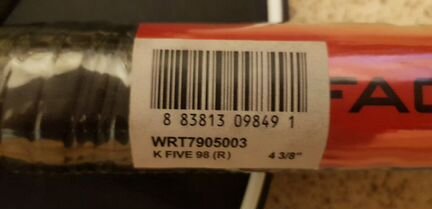 8 83813 09849 1
WRT7905003
K FIVE 98 (R) 4 3/8"
FAC